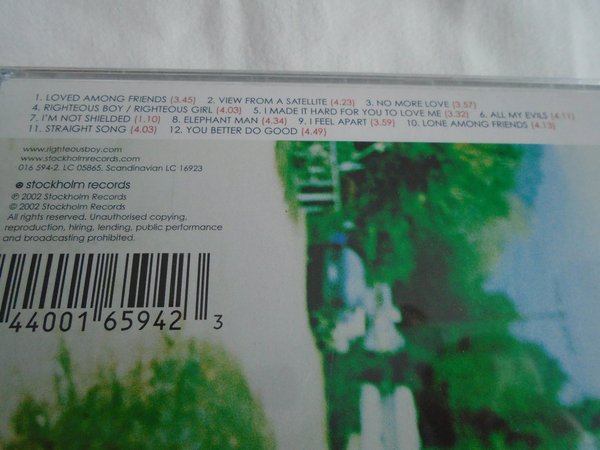 1. LOVED AMONG FRIENDS (3.45) 2. VIEW FROM A SATELLITE (4.23) 3. NO MORE LOVE (3.57)
4. RIGHTEOUS BOY / RIGHTEOUS GIRL (4.03) 5. I MADE IT HARD FOR YOU TO LOVE ME (3.32) 6. ALL MY EVILS (4.11)
7. I'M NOT SHIELDED (1.10) 8. ELEPHANT MAN (4.34) 9. I FEEL APART (3.59) 10. LONE AMONG FRIENDS (4.13)
11. STRAIGHT SONG (4.03) 12. YOU BETTER DO GOOD (4.49)
www.righteousboy.com
www.stockholmrecords.com
016 594-2. LC 05865, Scandinavian LC 16923
stockholm records
℗ 2002 Stockholm Records
© 2002 Stockholm Records
All rights reserved. Unauthorised copying,
reproduction, hiring, lending, public performance
and broadcasting prohibited.
44001 65942 3